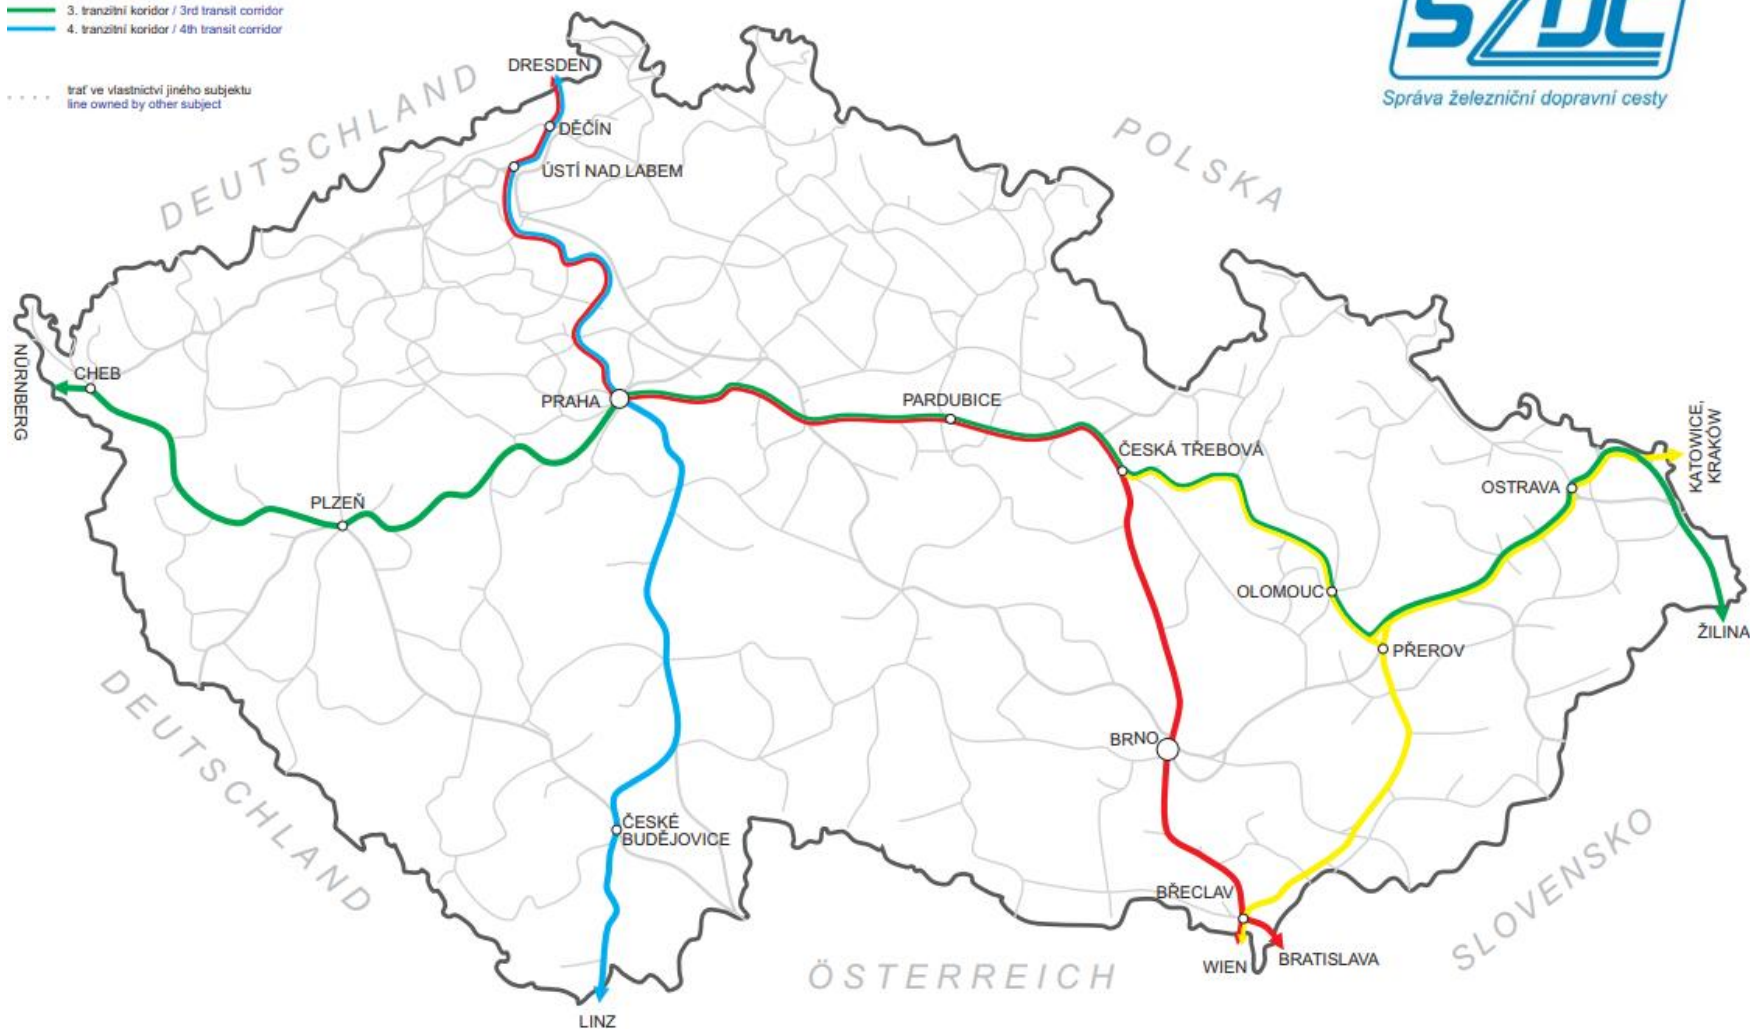 3. tranzitní koridor / 3rd transit corridor
4. tranzitní koridor / 4th transit corridor
trať ve vlastnictví jiného subjektu
line owned by other subject
SŽDC
Správa železniční dopravní cesty
DEUTSCHLAND
POLSKA
DRESDEN
DĚČÍN
ÚSTÍ NAD LABEM
NÜRNBERG
CHEB
PRAHA
PARDUBICE
ČESKÁ TŘEBOVÁ
KATOWICE,
KRAKÓW
OSTRAVA
PLZEŇ
OLOMOUC
ŽILINA
PŘEROV
DEUTSCHLAND
BRNO
ČESKÉ
BUDĚJOVICE
SLOVENSKO
BŘECLAV
WIEN
BRATISLAVA
ÖSTERREICH
LINZ